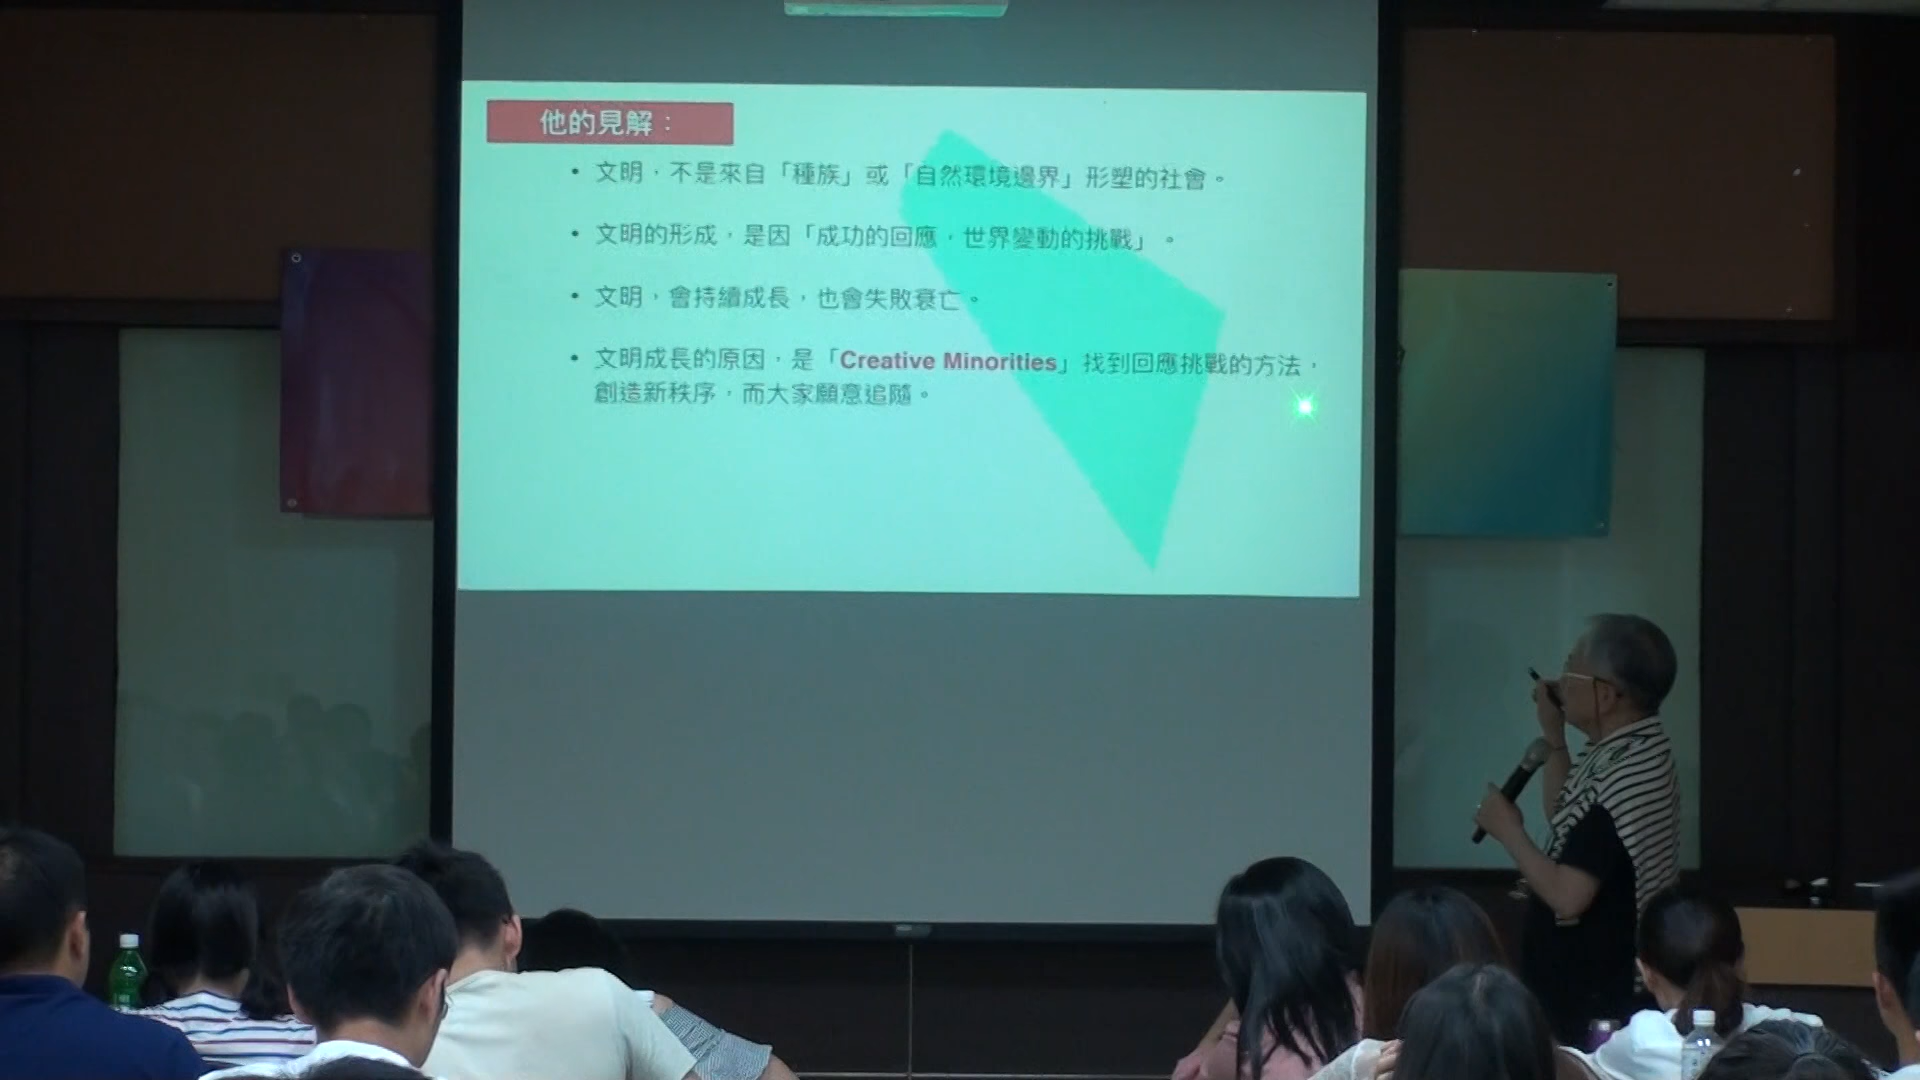 他的見解：
• 文明，不是來自「種族」或「自然環境邊界」形塑的社會。
• 文明的形成，是因「成功的回應，世界變動的挑戰」。
• 文明，會持續成長，也會失敗衰亡。
• 文明成長的原因，是「Creative Minorities」找到回應挑戰的方法，
創造新秩序，而大家願意追隨。